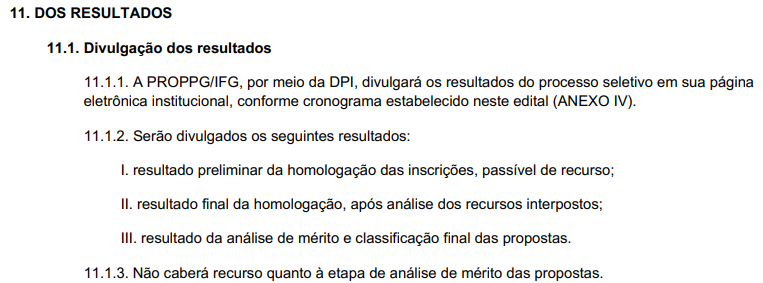 11. DOS RESULTADOS
11.1. Divulgação dos resultados
11.1.1. A PROPPG/IFG, por meio da DPI, divulgará os resultados do processo seletivo em sua página
eletrônica institucional, conforme cronograma estabelecido neste edital (ANEXO IV).
11.1.2. Serão divulgados os seguintes resultados:
I. resultado preliminar da homologação das inscrições, passível de recurso;
II. resultado final da homologação, após análise dos recursos interpostos;
III. resultado da análise de mérito e classificação final das propostas.
11.1.3. Não caberá recurso quanto à etapa de análise de mérito das propostas.